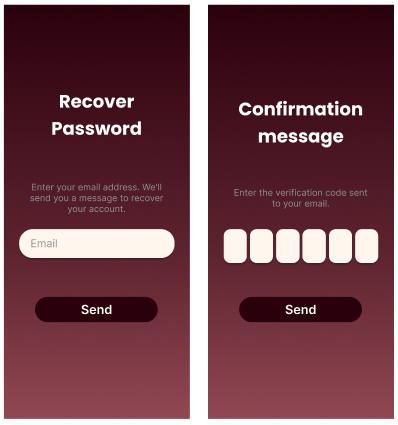 Recover
Password
Enter your email address. We'll
send you a message to recover
your account.
Email
Send
Confirmation
message
Enter the verification code sent
to your email.
Send